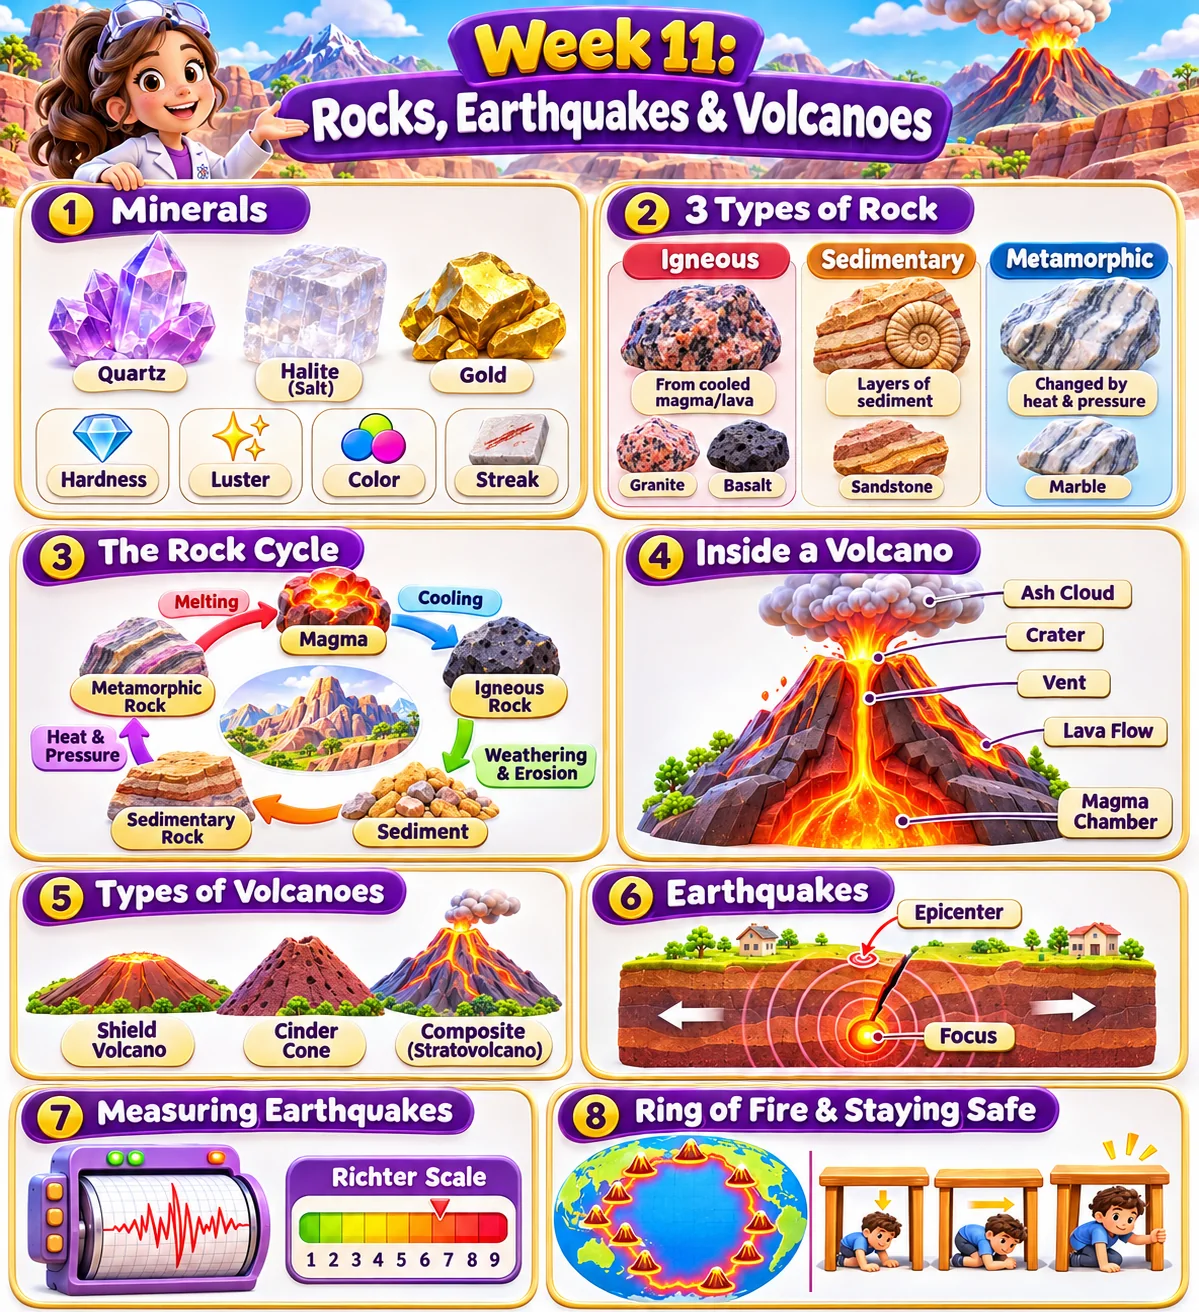 Week 11:
Rocks, Earthquakes & Volcanoes
1 Minerals
Quartz
Halite
(Salt)
Gold
Hardness
Luster
Color
Streak
2 3 Types of Rock
Igneous
Sedimentary
Metamorphic
From cooled
magma/lava
Layers of
sediment
Changed by
heat & pressure
Granite
Basalt
Sandstone
Marble
3 The Rock Cycle
Melting
Magma
Cooling
Metamorphic
Rock
Igneous
Rock
Heat &
Pressure
Weathering
& Erosion
Sedimentary
Rock
Sediment
4 Inside a Volcano
Ash Cloud
Crater
Vent
Lava Flow
Magma
Chamber
5 Types of Volcanoes
Shield
Volcano
Cinder
Cone
Composite
(Stratovolcano)
6 Earthquakes
Epicenter
Focus
7 Measuring Earthquakes
Richter Scale
1 2 3 4 5 6 7 8 9
8 Ring of Fire & Staying Safe